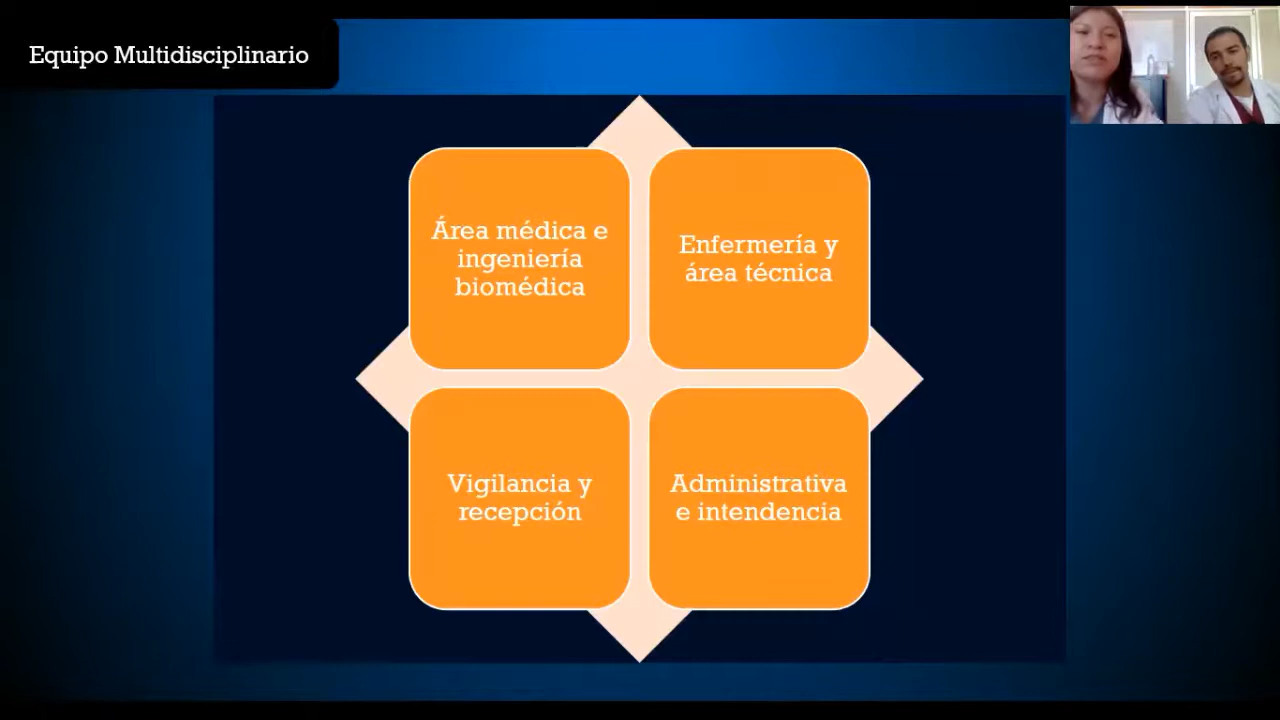 Equipo Multidisciplinario
Área médica e
ingeniería
biomédica
Enfermería y
área técnica
Vigilancia y
recepción
Administrativa
e intendencia